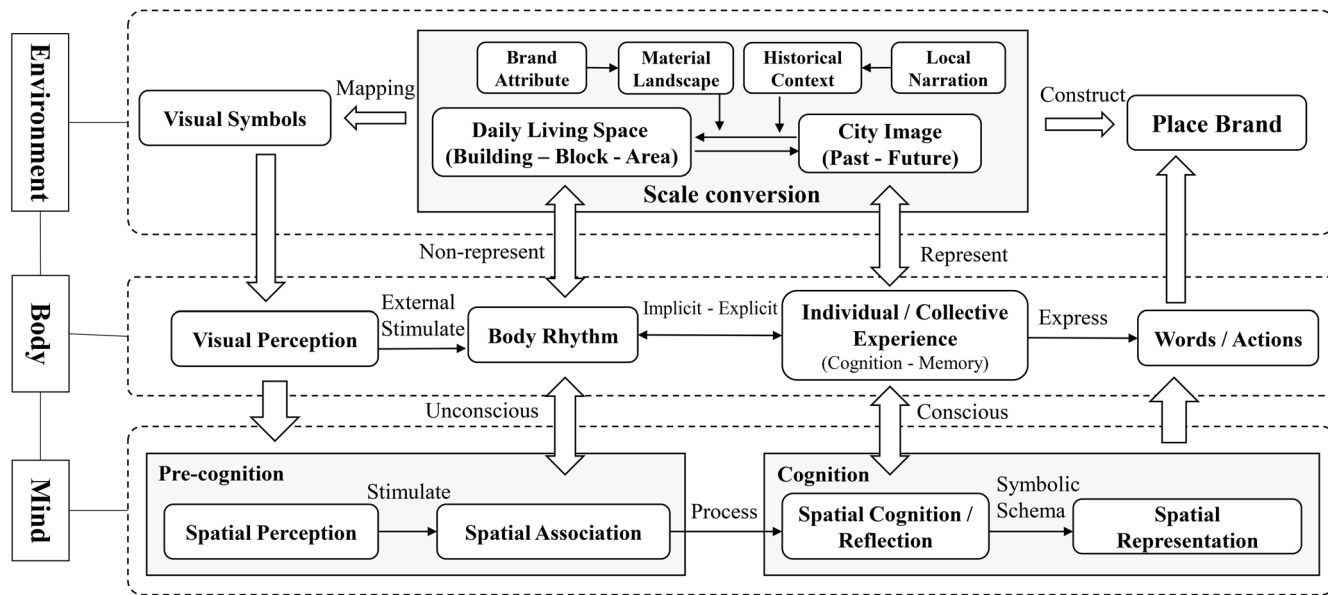 Environment
Brand
Attribute
Material
Landscape
Historical
Context
Local
Narration
Mapping
Construct
Visual Symbols
Daily Living Space
(Building – Block - Area)
City Image
(Past - Future)
Place Brand
Scale conversion
Non-represent
Represent
Body
External
Stimulate
Visual Perception
Body Rhythm
Implicit - Explicit
Individual / Collective
Experience
(Cognition - Memory)
Express
Words / Actions
Unconscious
Conscious
Mind
Pre-cognition
Stimulate
Spatial Perception
Spatial Association
Process
Cognition
Spatial Cognition /
Reflection
Symbolic
Schema
Spatial
Representation